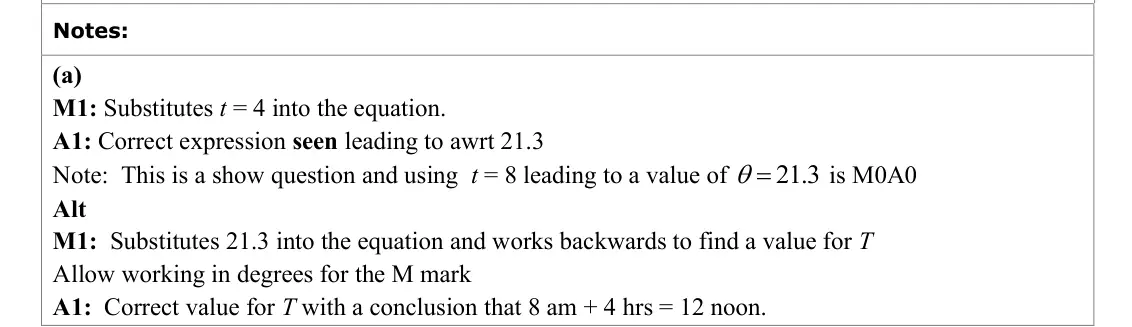 Notes:
(a)
M1: Substitutes t = 4 into the equation.
A1: Correct expression seen leading to awrt 21.3
Note:  This is a show question and using  t = 8 leading to a value of θ = 21.3 is M0A0
Alt
M1:  Substitutes 21.3 into the equation and works backwards to find a value for T
Allow working in degrees for the M mark
A1:  Correct value for T with a conclusion that 8 am + 4 hrs = 12 noon.